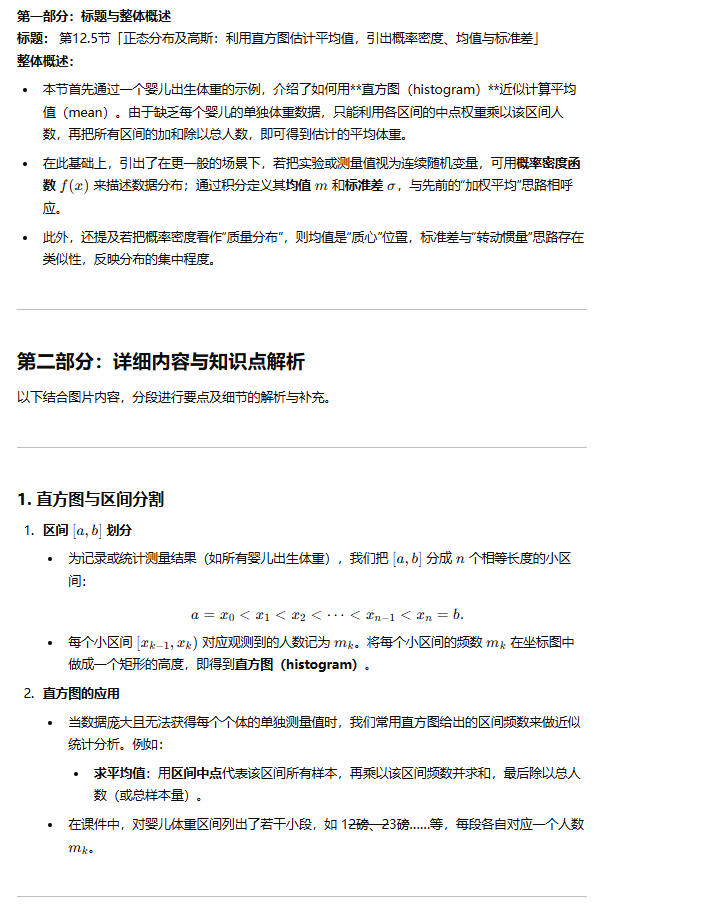 第一部分：标题与整体概述
标题： 第12.5节「正态分布及高斯：利用直方图估计平均值，引出概率密度、均值与标准差」
整体概述：
• 本节首先通过一个婴儿出生体重的示例，介绍了如何用**直方图（histogram）**近似计算平均
值（mean）。由于缺乏每个婴儿的单独体重数据，只能利用各区间的中点权重乘以该区间人
数，再把所有区间的加和除以总人数，即可得到估计的平均体重。
• 在此基础上，引出了在更一般的场景下，若把实验或测量值视为连续随机变量，可用概率密度函
数 f(x) 来描述数据分布；通过积分定义其均值 m 和标准差 σ，与先前的“加权平均”思路相呼
应。
• 此外，还提及若把概率密度看作“质量分布”，则均值是“质心”位置，标准差与“转动惯量”思路存在
类似性，反映分布的集中程度。
第二部分：详细内容与知识点解析
以下结合图片内容，分段进行要点及细节的解析与补充。
1. 直方图与区间分割
1. 区间 [a, b] 划分
• 为记录或统计测量结果（如所有婴儿出生体重），我们把 [a, b] 分成 n 个相等长度的小区
间：
a = x₀ < x₁ < x₂ < ⋯ < xₙ₋₁ < xₙ = b.
• 每个小区间 [xₖ₋₁, xₖ) 对应观测到的人数记为 mₖ。将每个小区间的频数 mₖ 在坐标图中
做成一个矩形的高度，即得到直方图（histogram）。
2. 直方图的应用
• 当数据庞大且无法获得每个个体的单独测量值时，我们常用直方图给出的区间频数来做近似
统计分析。例如：
• 求平均值：用区间中点代表该区间所有样本，再乘以该区间频数并求和，最后除以总人
数（或总样本量）。
• 在课件中，对婴儿体重区间列出了若干小段，如 12磅、23磅……等，每段各自对应一个人数
mₖ。